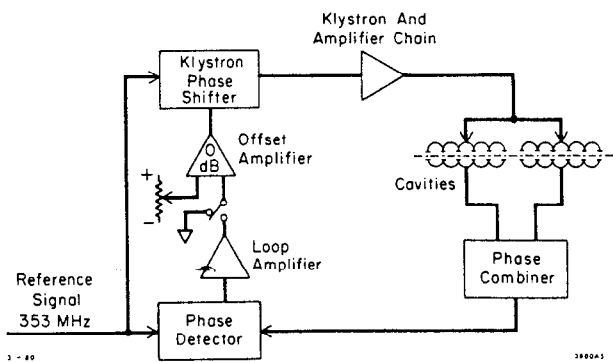 Klystron And
Amplifier Chain
Klystron
Phase
Shifter
Offset
Amplifier
0
dB
+
−
Cavities
Loop
Amplifier
Phase
Combiner
Reference
Signal
353 MHz
Phase
Detector
3 - 80
3800A5